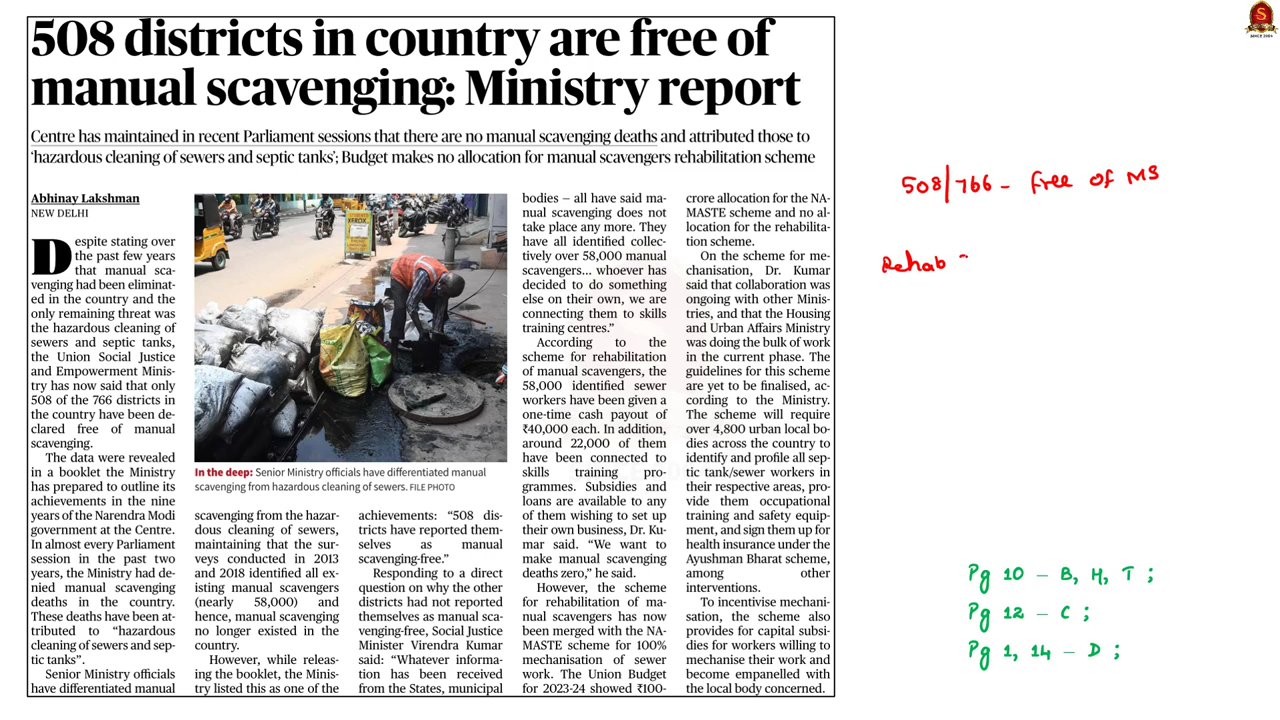 508 districts in country are free of
manual scavenging: Ministry report
Centre has maintained in recent Parliament sessions that there are no manual scavenging deaths and attributed those to
‘hazardous cleaning of sewers and septic tanks’; Budget makes no allocation for manual scavengers rehabilitation scheme
Abhinay Lakshman
NEW DELHI
Despite stating over
the past few years
that manual sca-
venging had been eliminat-
ed in the country and the
only remaining threat was
the hazardous cleaning of
sewers and septic tanks,
the Union Social Justice
and Empowerment Minis-
try has now said that only
508 of the 766 districts in
the country have been de-
clared free of manual
scavenging.
The data were revealed
in a booklet the Ministry
has prepared to outline its
achievements in the nine
years of the Narendra Modi
government at the Centre.
In almost every Parliament
session in the past two
years, the Ministry had de-
nied manual scavenging
deaths in the country.
These deaths have been at-
tributed to “hazardous
cleaning of sewers and sep-
tic tanks”.
Senior Ministry officials
have differentiated manual
STUDENTS
XEROX
In the deep: Senior Ministry officials have differentiated manual
scavenging from hazardous cleaning of sewers. FILE PHOTO
scavenging from the hazar-
dous cleaning of sewers,
maintaining that the sur-
veys conducted in 2013
and 2018 identified all ex-
isting manual scavengers
(nearly 58,000) and
hence, manual scavenging
no longer existed in the
country.
However, while releas-
ing the booklet, the Minis-
try listed this as one of the
achievements: “508 dis-
tricts have reported them-
selves as manual
scavenging-free.”
Responding to a direct
question on why the other
districts had not reported
themselves as manual sca-
venging-free, Social Justice
Minister Virendra Kumar
said: “Whatever informa-
tion has been received
from the States, municipal
bodies – all have said ma-
nual scavenging does not
take place any more. They
have all identified collec-
tively over 58,000 manual
scavengers... whoever has
decided to do something
else on their own, we are
connecting them to skills
training centres.”
According to the
scheme for rehabilitation
of manual scavengers, the
58,000 identified sewer
workers have been given a
one-time cash payout of
₹40,000 each. In addition,
around 22,000 of them
have been connected to
skills training pro-
grammes. Subsidies and
loans are available to any
of them wishing to set up
their own business, Dr. Ku-
mar said. “We want to
make manual scavenging
deaths zero,” he said.
However, the scheme
for rehabilitation of ma-
nual scavengers has now
been merged with the NA-
MASTE scheme for 100%
mechanisation of sewer
work. The Union Budget
for 2023-24 showed ₹100-
crore allocation for the NA-
MASTE scheme and no al-
location for the rehabilita-
tion scheme.
On the scheme for me-
chanisation, Dr. Kumar
said that collaboration was
ongoing with other Minis-
tries, and that the Housing
and Urban Affairs Ministry
was doing the bulk of work
in the current phase. The
guidelines for this scheme
are yet to be finalised, ac-
cording to the Ministry.
The scheme will require
over 4,800 urban local bo-
dies across the country to
identify and profile all sep-
tic tank/sewer workers in
their respective areas, pro-
vide them occupational
training and safety equip-
ment, and sign them up for
health insurance under the
Ayushman Bharat scheme,
among other
interventions.
To incentivise mechani-
sation, the scheme also
provides for capital subsi-
dies for workers willing to
mechanise their work and
become empanelled with
the local body concerned.
S
SINCE 2004
508/766 - free of MS
Rehab -
Pg 10 - B, H, T ;
Pg 12 - C ;
Pg 1, 14 - D ;